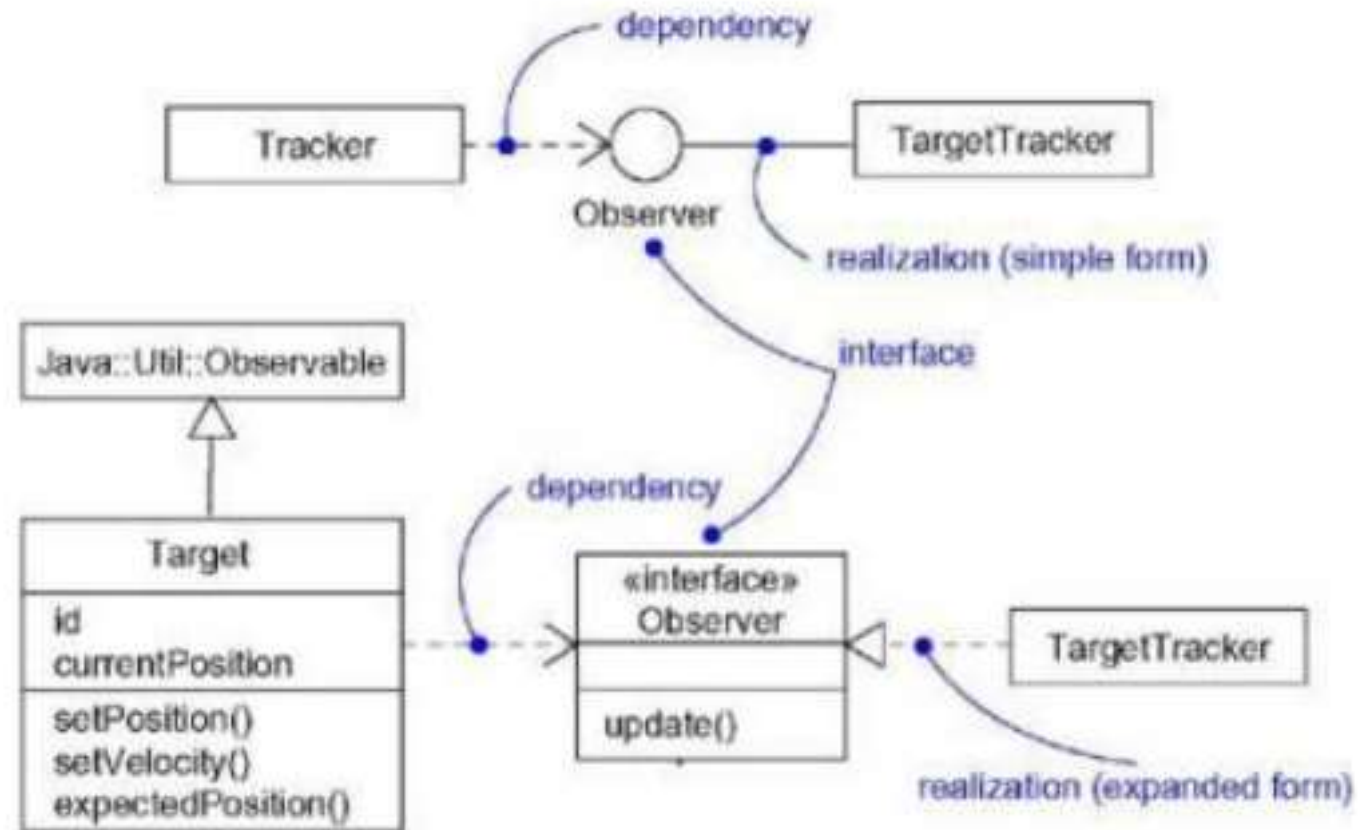 dependency
Tracker
TargetTracker
Observer
realization (simple form)
Java::Util::Observable
interface
dependency
Target
id
currentPosition
setPosition()
setVelocity()
expectedPosition()
«interface»
Observer
update()
TargetTracker
realization (expanded form)